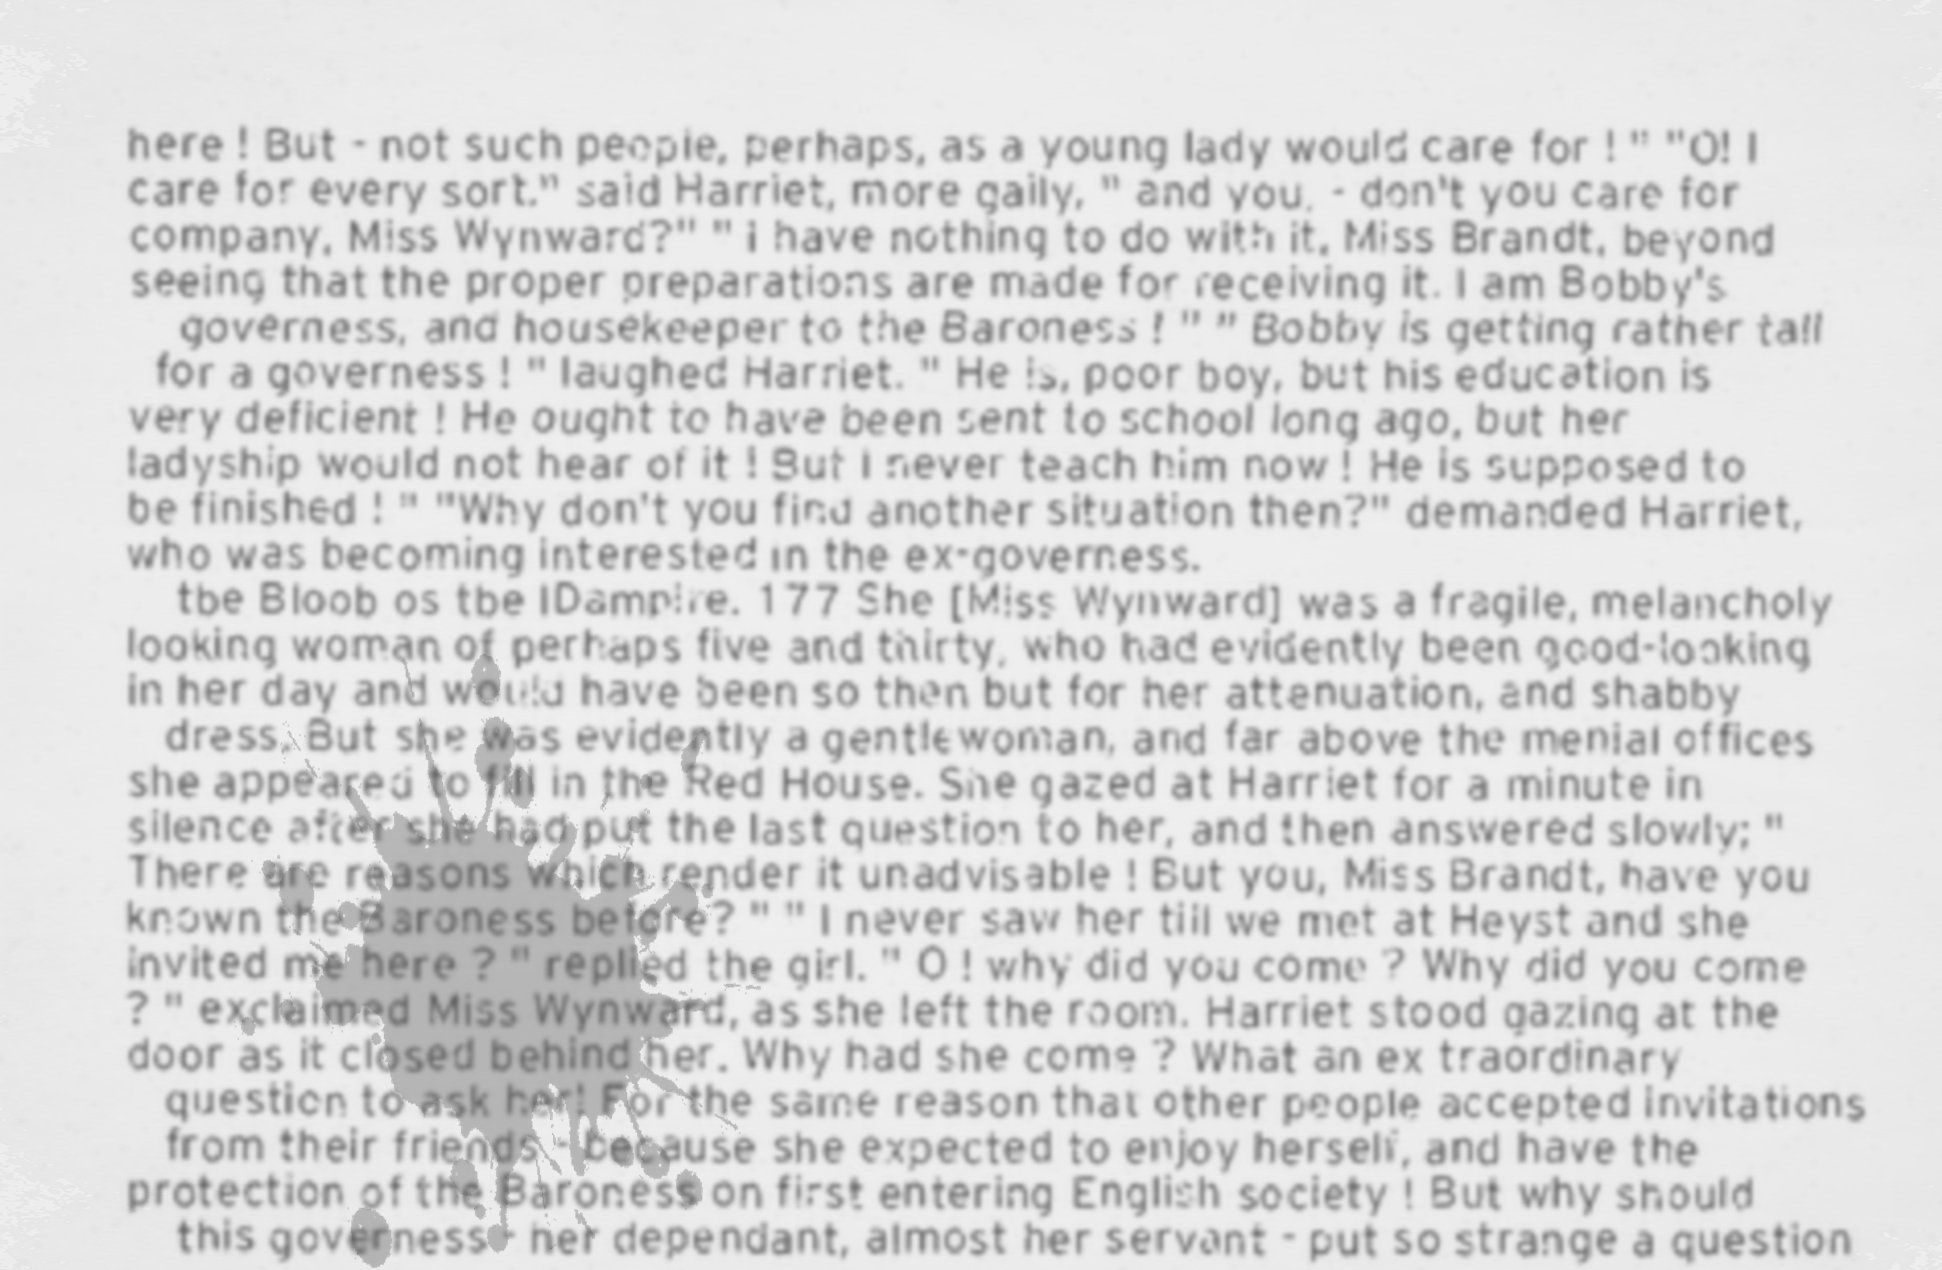 here ! But - not such people, perhaps, as a young lady would care for ! " "O! I
care for every sort." said Harriet, more gaily, " and you. - don't you care for
company, Miss Wynward?" " i have nothing to do with it, Miss Brandt, beyond
seeing that the proper preparations are made for receiving it. I am Bobby's
governess, and housekeeper to the Baroness ! " " Bobby is getting rather tall
for a governess ! " laughed Harriet. " He is, poor boy, but his education is
very deficient ! He ought to have been sent to school long ago, but her
ladyship would not hear of it ! But I never teach him now ! He is supposed to
be finished ! " "Why don't you find another situation then?" demanded Harriet,
who was becoming interested in the ex-governess.
tbe Bloob os tbe IDampire. 177 She [Miss Wynward] was a fragile, melancholy
looking woman of perhaps five and thirty, who had evidently been good-looking
in her day and would have been so then but for her attenuation, and shabby
dress. But she was evidently a gentlewoman, and far above the menial offices
she appeared to fill in the Red House. She gazed at Harriet for a minute in
silence after she had put the last question to her, and then answered slowly; "
There are reasons which render it unadvisable ! But you, Miss Brandt, have you
known the Baroness before? " " I never saw her till we met at Heyst and she
invited me here ? " replied the girl. " O ! why did you come ? Why did you come
? " exclaimed Miss Wynward, as she left the room. Harriet stood gazing at the
door as it closed behind her. Why had she come ? What an ex traordinary
question to ask her! For the same reason that other people accepted invitations
from their friends - because she expected to enjoy herself, and have the
protection of the Baroness on first entering English society ! But why should
this governess - her dependant, almost her servant - put so strange a question